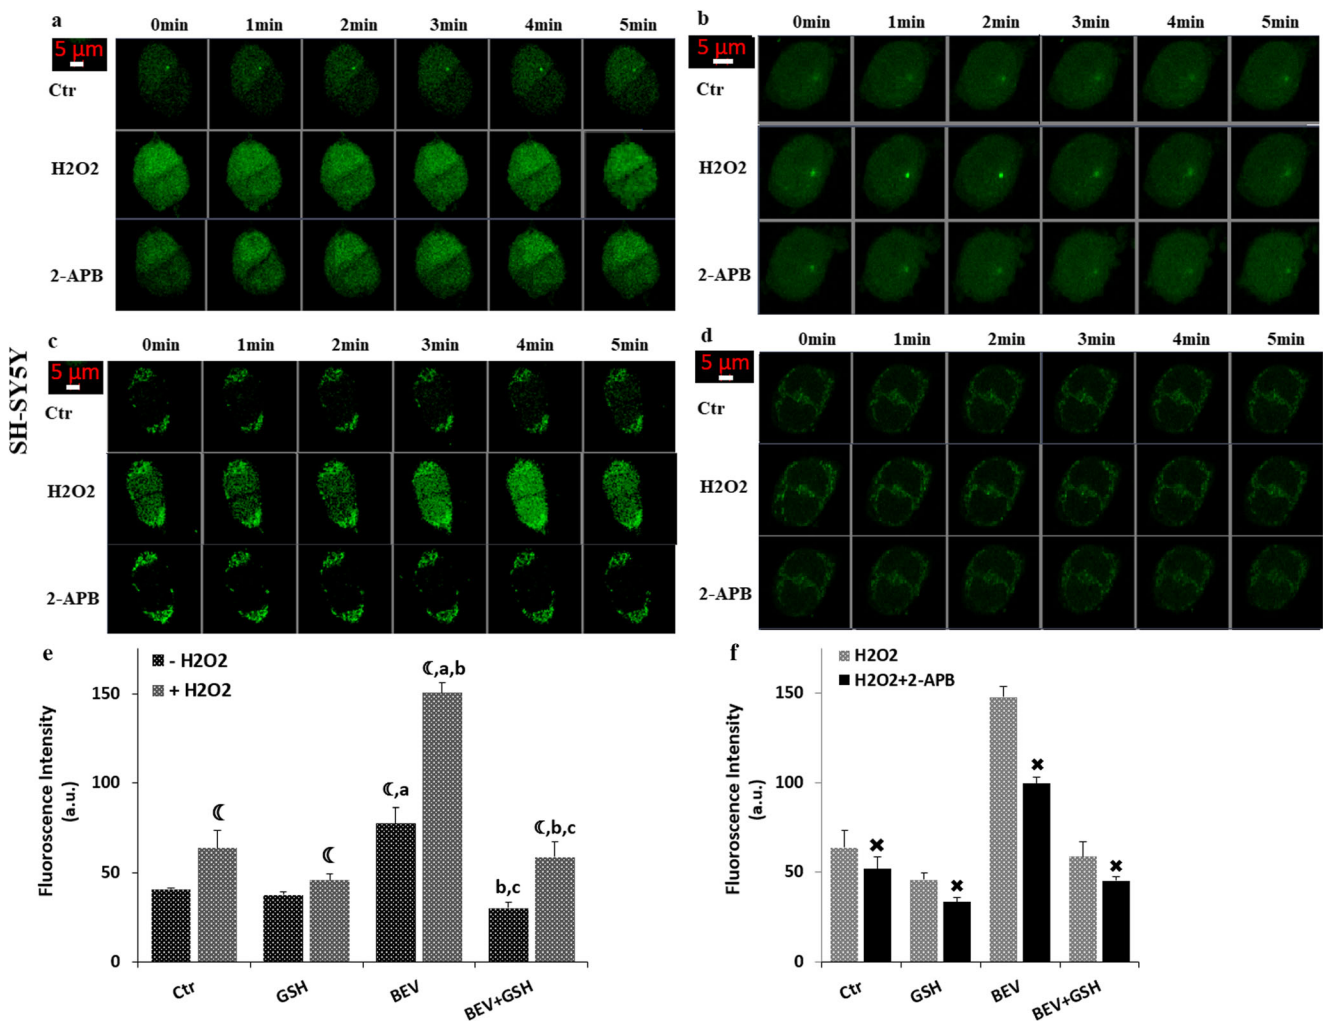 a
0min 1min 2min 3min 4min 5min
5 µm
Ctr
H2O2
2-APB
b
0min 1min 2min 3min 4min 5min
5 µm
Ctr
H2O2
2-APB
SH-SY5Y
c
0min 1min 2min 3min 4min 5min
5 µm
Ctr
H2O2
2-APB
d
0min 1min 2min 3min 4min 5min
5 µm
Ctr
H2O2
2-APB
e
- H2O2
+ H2O2
Fluoroscence Intensity
(a.u.)
150
100
50
0
☾
☾
☾,a
☾,a,b
b,c
☾,b,c
Ctr
GSH
BEV
BEV+GSH
f
H2O2
H2O2+2-APB
Fluoroscence Intensity
(a.u.)
150
100
50
0
✖
✖
✖
✖
Ctr
GSH
BEV
BEV+GSH